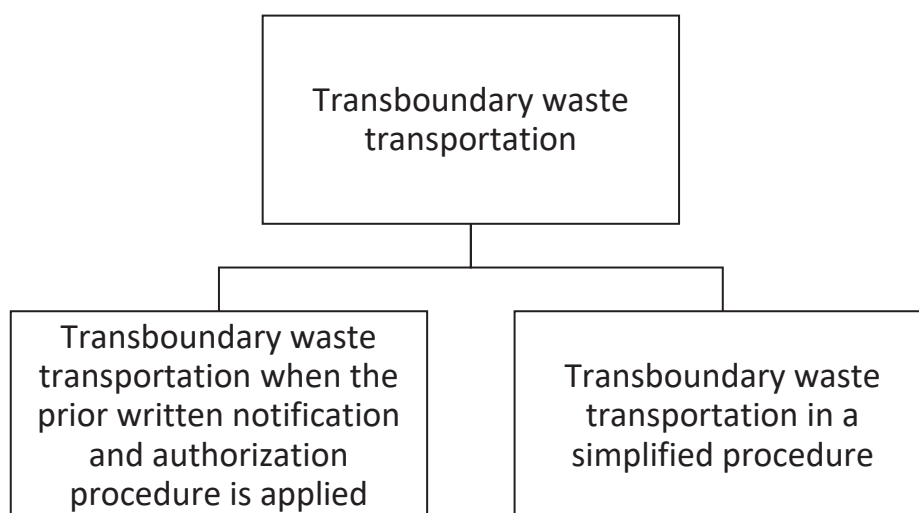 Transboundary waste
transportation
Transboundary waste
transportation when the
prior written notification
and authorization
procedure is applied
Transboundary waste
transportation in a
simplified procedure